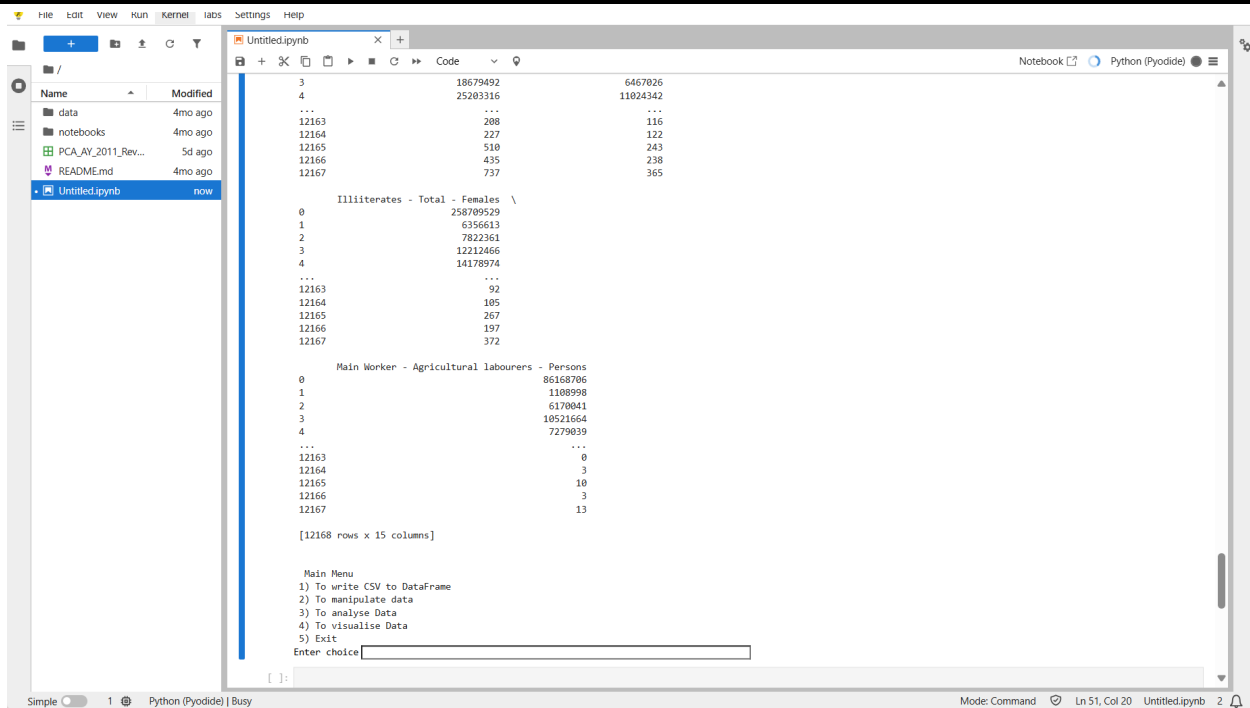 File Edit View Run Kernel Tabs Settings Help
Untitled.ipynb
Code
Notebook
Python (Pyodide)
/
Name Modified
data 4mo ago
notebooks 4mo ago
PCA_AY_2011_Rev... 5d ago
README.md 4mo ago
Untitled.ipynb now
3 18679492 6467026
4 25203316 11024342
... ... ...
12163 208 116
12164 227 122
12165 510 243
12166 435 238
12167 737 365
Illiiterates - Total - Females \
0 258709529
1 6356613
2 7822361
3 12212466
4 14178974
... ...
12163 92
12164 105
12165 267
12166 197
12167 372
Main Worker - Agricultural labourers - Persons
0 86168706
1 1108998
2 6170041
3 10521664
4 7279039
... ...
12163 0
12164 3
12165 10
12166 3
12167 13
[12168 rows x 15 columns]
Main Menu
1) To write CSV to DataFrame
2) To manipulate data
3) To analyse Data
4) To visualise Data
5) Exit
Enter choice
[ ]:
Simple 1 Python (Pyodide) | Busy Mode: Command Ln 51, Col 20 Untitled.ipynb 2